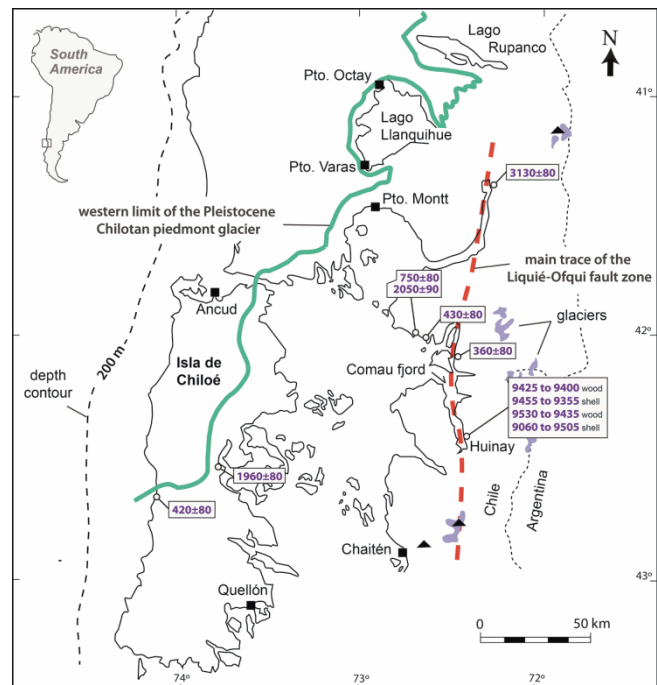 South
America
Lago
Rupanco
N
Pto. Octay
41°
Lago
Llanquihue
Pto. Varas
3130±80
western limit of the Pleistocene
Chilotan piedmont glacier
Pto. Montt
main trace of the
Liquié-Ofqui fault zone
750±80
2050±90
Ancud
430±80
glaciers
42°
200 m
360±80
Isla de
Chiloé
Comau fjord
depth
contour
9425 to 9400 wood
9455 to 9355 shell
9530 to 9435 wood
9060 to 9505 shell
Huinay
1960±80
420±80
Chile
Argentina
Chaitén
43°
Quellón
0
50 km
74°
73°
72°